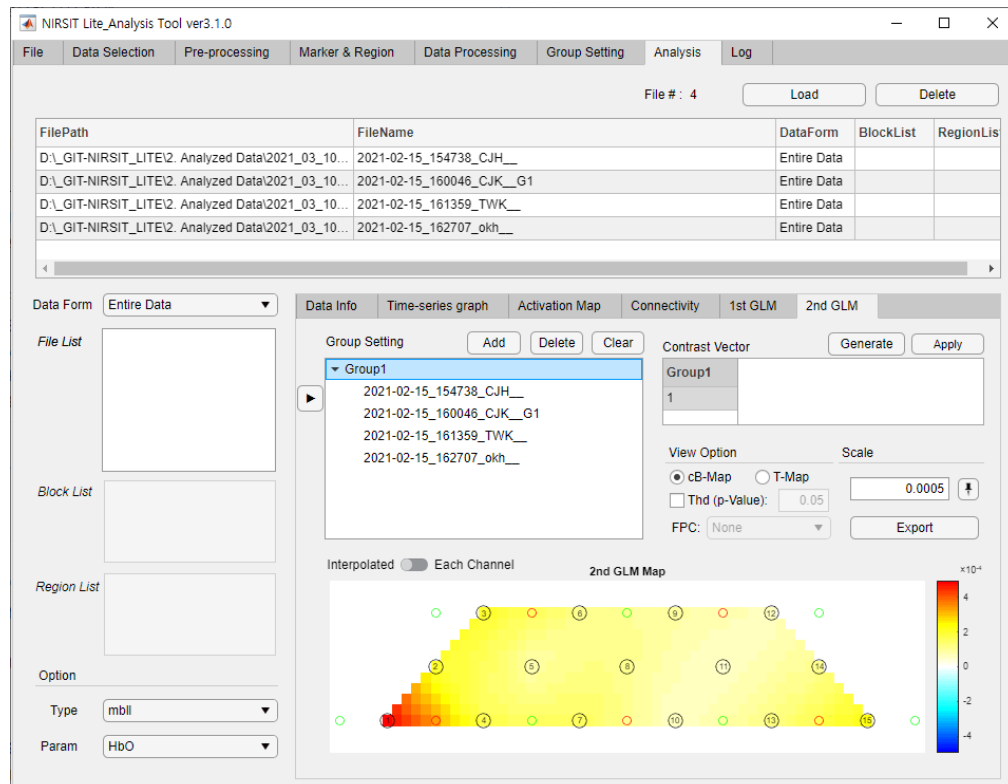 NIRSIT Lite_Analysis Tool ver3.1.0
File Data Selection Pre-processing Marker & Region Data Processing Group Setting Analysis Log
File # : 4 Load Delete
FilePath FileName DataForm BlockList RegionLis
D:\_GIT-NIRSIT_LITE\2. Analyzed Data\2021_03_10... 2021-02-15_154738_CJH__ Entire Data
D:\_GIT-NIRSIT_LITE\2. Analyzed Data\2021_03_10... 2021-02-15_160046_CJK__G1 Entire Data
D:\_GIT-NIRSIT_LITE\2. Analyzed Data\2021_03_10... 2021-02-15_161359_TWK__ Entire Data
D:\_GIT-NIRSIT_LITE\2. Analyzed Data\2021_03_10... 2021-02-15_162707_okh__ Entire Data
Data Form Entire Data
File List
Block List
Region List
Option
Type mbll
Param HbO
Data Info Time-series graph Activation Map Connectivity 1st GLM 2nd GLM
Group Setting Add Delete Clear
Group1
2021-02-15_154738_CJH__
2021-02-15_160046_CJK__G1
2021-02-15_161359_TWK__
2021-02-15_162707_okh__
Contrast Vector Generate Apply
Group1
1
View Option Scale
cB-Map T-Map
0.0005
Thd (p-Value): 0.05
FPC: None Export
Interpolated Each Channel
2nd GLM Map
×10⁻⁴
3 6 9 12
2 5 8 11 14
1 4 7 10 13 15
4
2
0
-2
-4